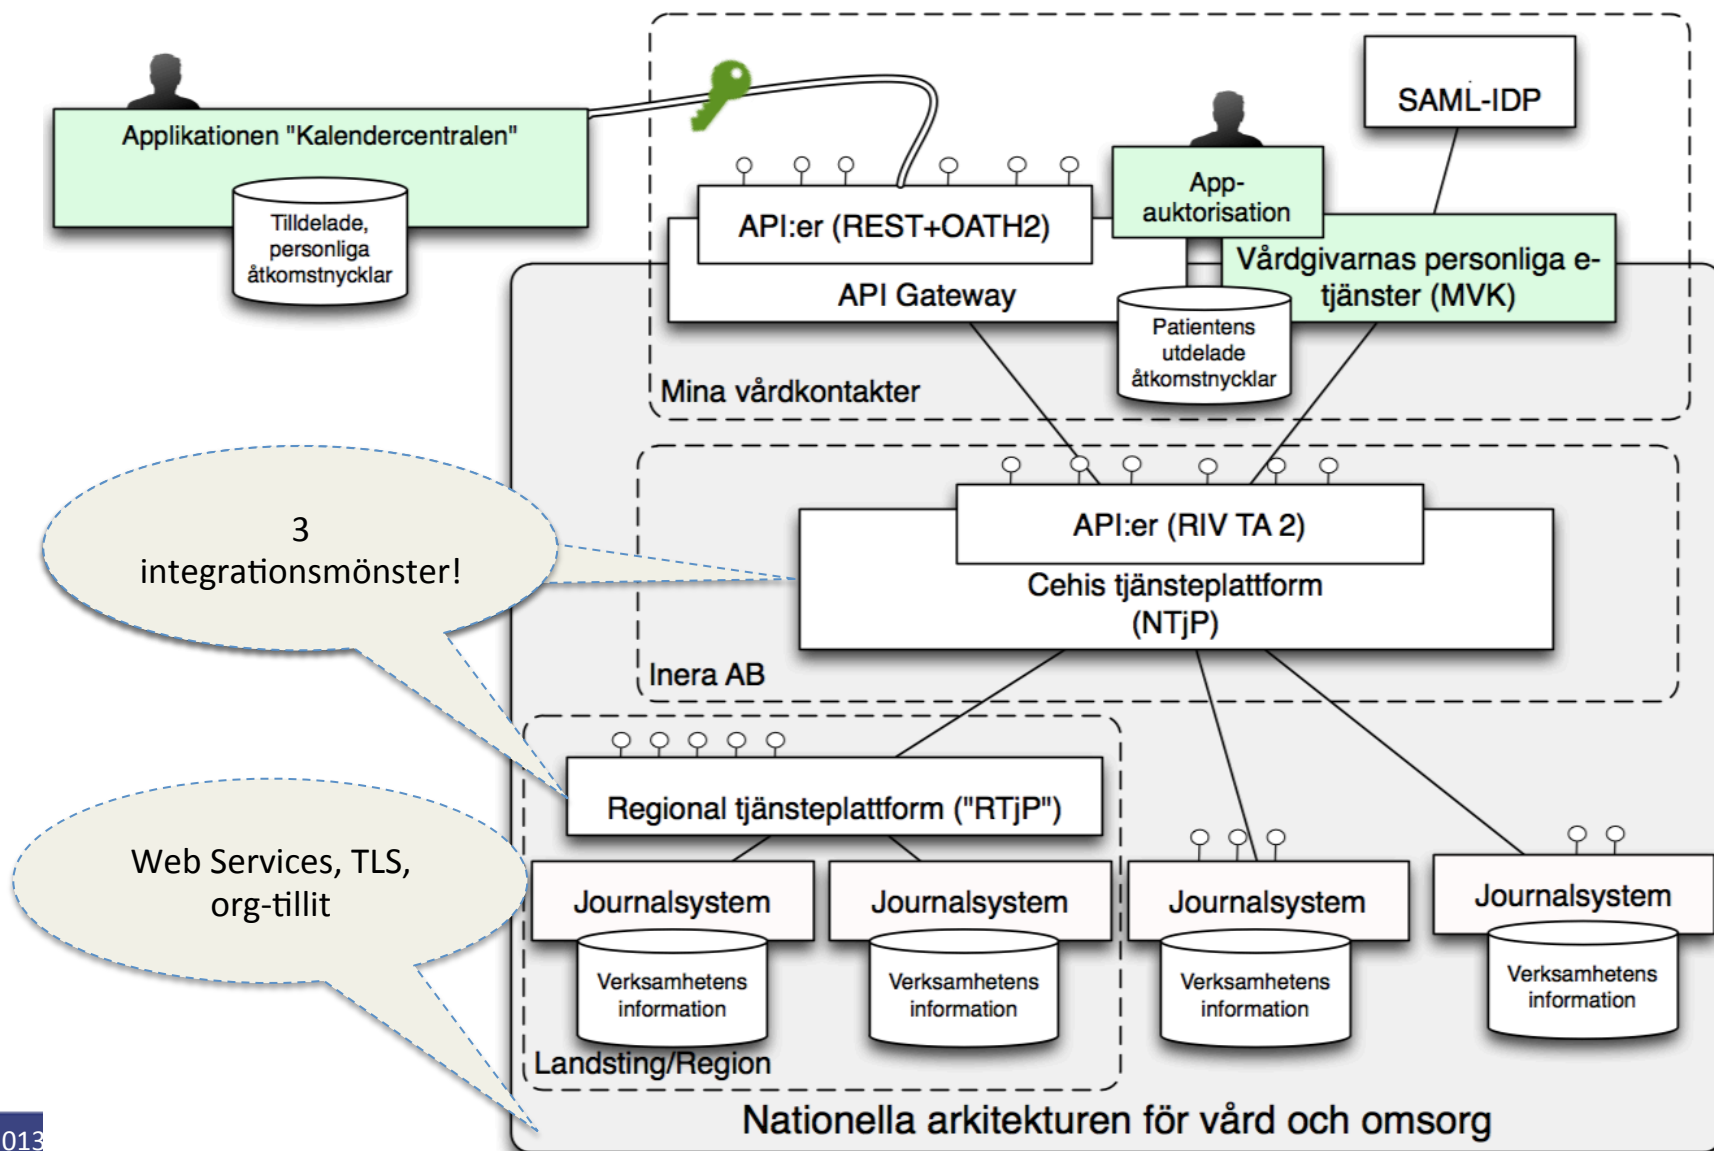 Applikationen "Kalendercentralen"
Tilldelade,
personliga
åtkomstnycklar
SAML-IDP
App-
auktorisation
API:er (REST+OATH2)
API Gateway
Vårdgivarnas personliga e-
tjänster (MVK)
Patientens
utdelade
åtkomstnycklar
Mina vårdkontakter
3
integrationsmönster!
API:er (RIV TA 2)
Cehis tjänsteplattform
(NTjP)
Inera AB
Regional tjänsteplattform ("RTjP")
Web Services, TLS,
org-tillit
Journalsystem
Verksamhetens
information
Journalsystem
Verksamhetens
information
Journalsystem
Verksamhetens
information
Journalsystem
Verksamhetens
information
Landsting/Region
Nationella arkitekturen för vård och omsorg
013